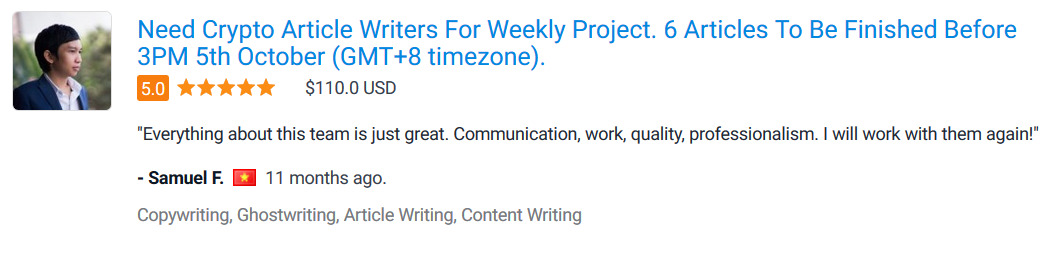 Need Crypto Article Writers For Weekly Project. 6 Articles To Be Finished Before
3PM 5th October (GMT+8 timezone).
5.0 $110.0 USD
"Everything about this team is just great. Communication, work, quality, professionalism. I will work with them again!"
- Samuel F. 11 months ago.
Copywriting, Ghostwriting, Article Writing, Content Writing